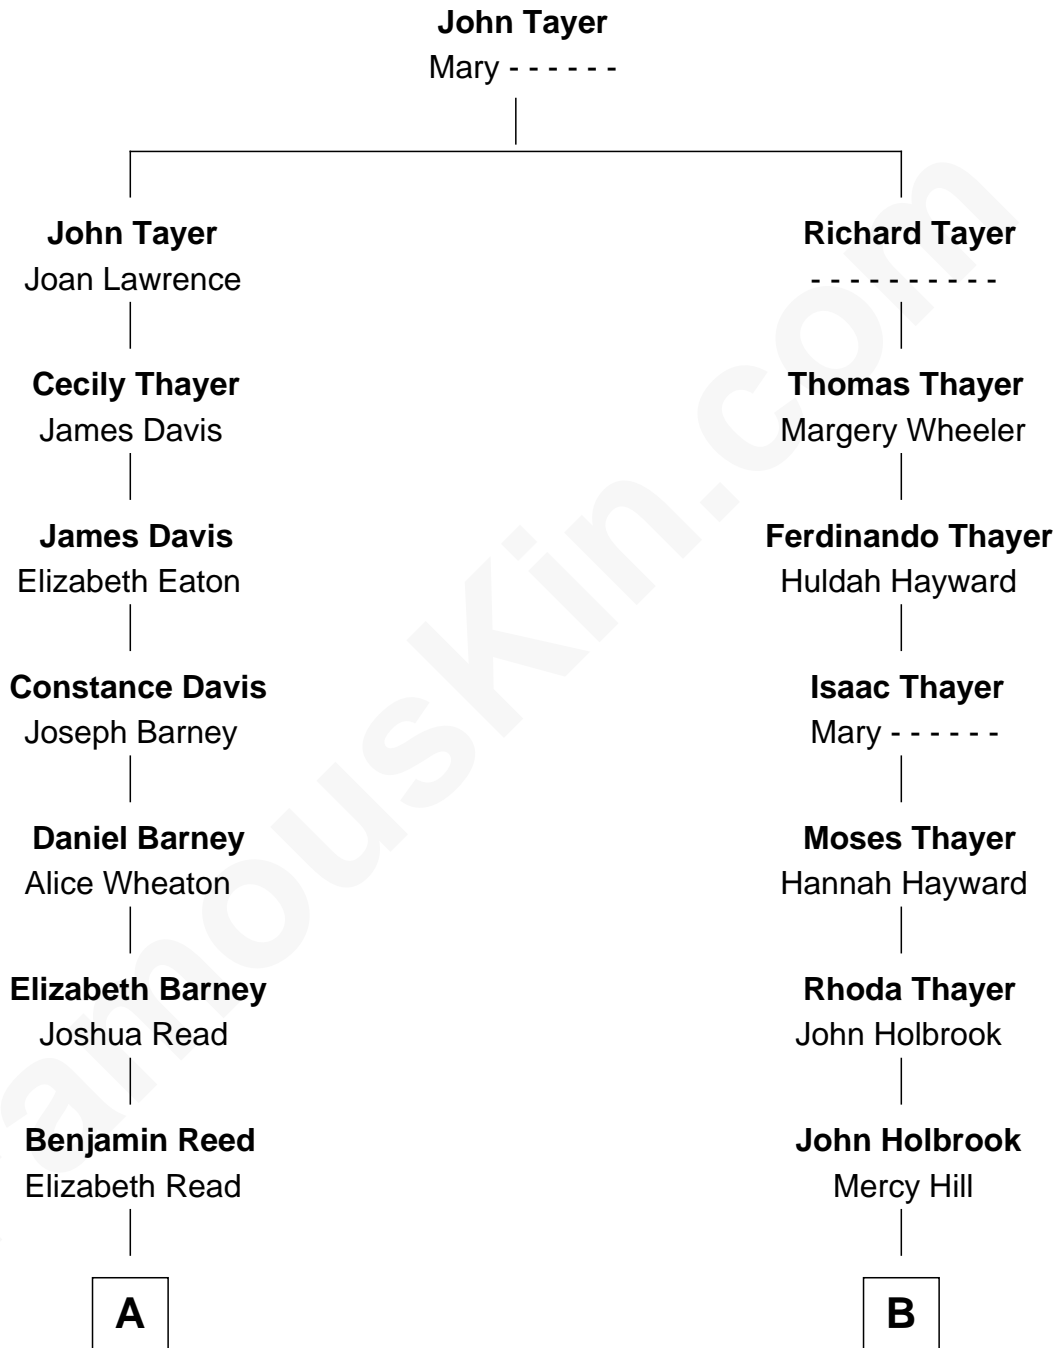 John Tayer
Mary - - - - - -
John Tayer
Joan Lawrence
Richard Tayer
- - - - - - - - - -
Cecily Thayer
James Davis
Thomas Thayer
Margery Wheeler
James Davis
Elizabeth Eaton
Ferdinando Thayer
Huldah Hayward
Constance Davis
Joseph Barney
Isaac Thayer
Mary - - - - - -
Daniel Barney
Alice Wheaton
Moses Thayer
Hannah Hayward
Elizabeth Barney
Joshua Read
Rhoda Thayer
John Holbrook
Benjamin Reed
Elizabeth Read
John Holbrook
Mercy Hill
A
B
famouskin.com